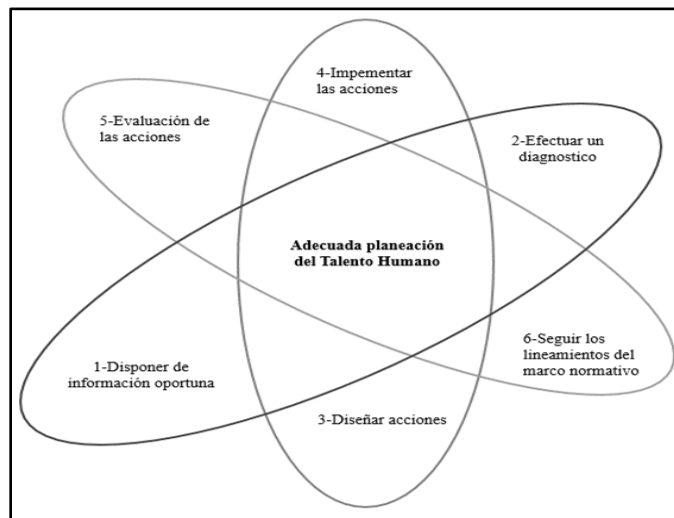 4-Impementar
las acciones
5-Evaluación de
las acciones
2-Efectuar un
diagnostico
Adecuada planeación
del Talento Humano
1-Disponer de
información oportuna
6-Seguir los
lineamientos del
marco normativo
3-Diseñar acciones